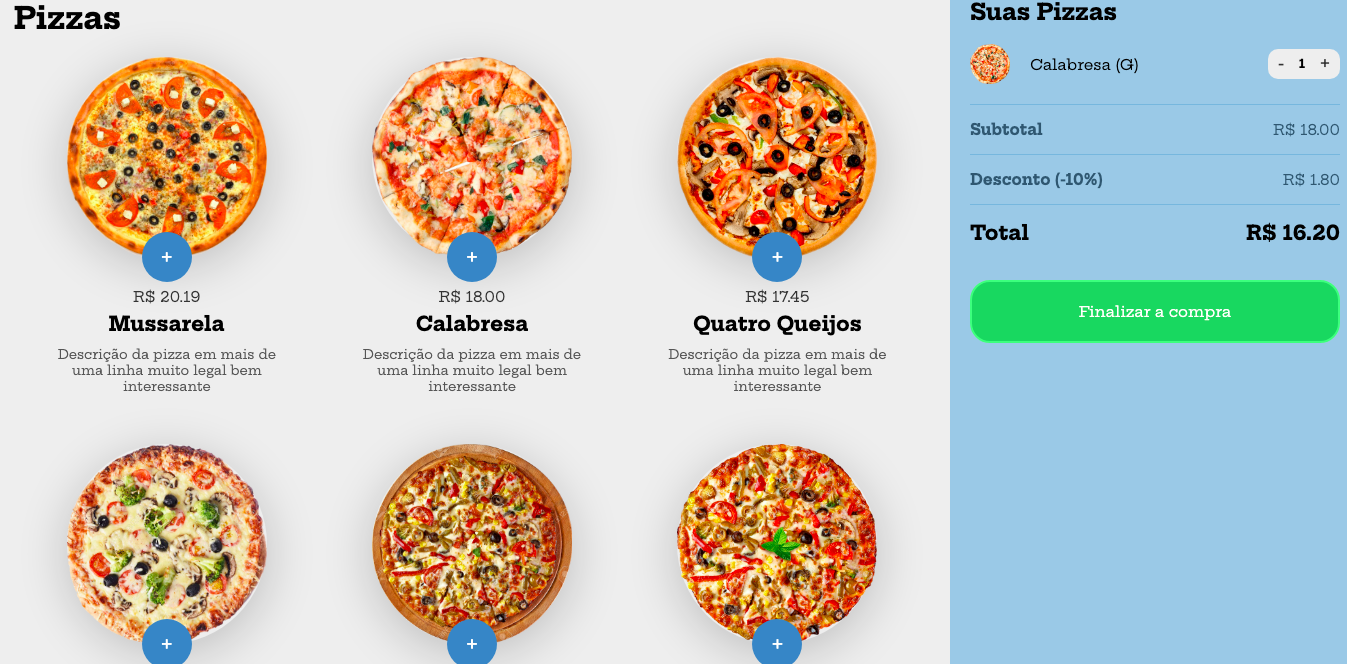 Pizzas
+
R$ 20.19
Mussarela
Descrição da pizza em mais de
uma linha muito legal bem
interessante
+
R$ 18.00
Calabresa
Descrição da pizza em mais de
uma linha muito legal bem
interessante
+
R$ 17.45
Quatro Queijos
Descrição da pizza em mais de
uma linha muito legal bem
interessante
+
+
+
Suas Pizzas
Calabresa (G) - 1 +
Subtotal R$ 18.00
Desconto (-10%) R$ 1.80
Total R$ 16.20
Finalizar a compra